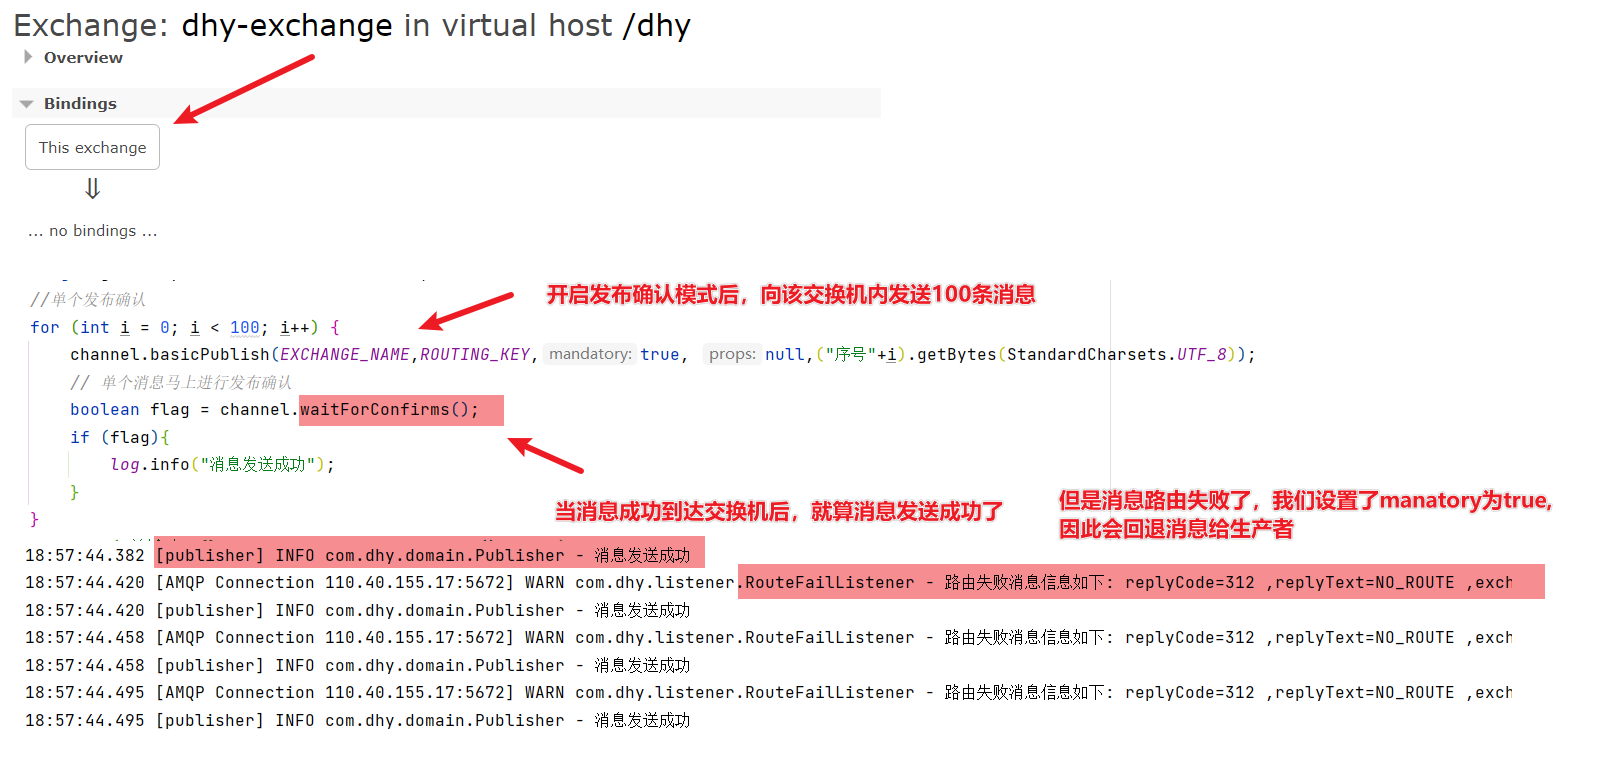 Exchange: dhy-exchange in virtual host /dhy
Overview
Bindings
This exchange
⇓
... no bindings ...
//单个发布确认
开启发布确认模式后，向该交换机内发送100条消息
for (int i = 0; i < 100; i++) {
channel.basicPublish(EXCHANGE_NAME,ROUTING_KEY, mandatory: true, props: null,("序号"+i).getBytes(StandardCharsets.UTF_8));
// 单个消息马上进行发布确认
boolean flag = channel.waitForConfirms();
if (flag){
log.info("消息发送成功");
}
当消息成功到达交换机后，就算消息发送成功了
但是消息路由失败了，我们设置了manatory为true,
因此会回退消息给生产者
}
18:57:44.382 [publisher] INFO com.dhy.domain.Publisher - 消息发送成功
18:57:44.420 [AMQP Connection 110.40.155.17:5672] WARN com.dhy.listener.RouteFailListener - 路由失败消息信息如下: replyCode=312 ,replyText=NO_ROUTE ,exch
18:57:44.420 [publisher] INFO com.dhy.domain.Publisher - 消息发送成功
18:57:44.458 [AMQP Connection 110.40.155.17:5672] WARN com.dhy.listener.RouteFailListener - 路由失败消息信息如下: replyCode=312 ,replyText=NO_ROUTE ,exch
18:57:44.458 [publisher] INFO com.dhy.domain.Publisher - 消息发送成功
18:57:44.495 [AMQP Connection 110.40.155.17:5672] WARN com.dhy.listener.RouteFailListener - 路由失败消息信息如下: replyCode=312 ,replyText=NO_ROUTE ,exch
18:57:44.495 [publisher] INFO com.dhy.domain.Publisher - 消息发送成功